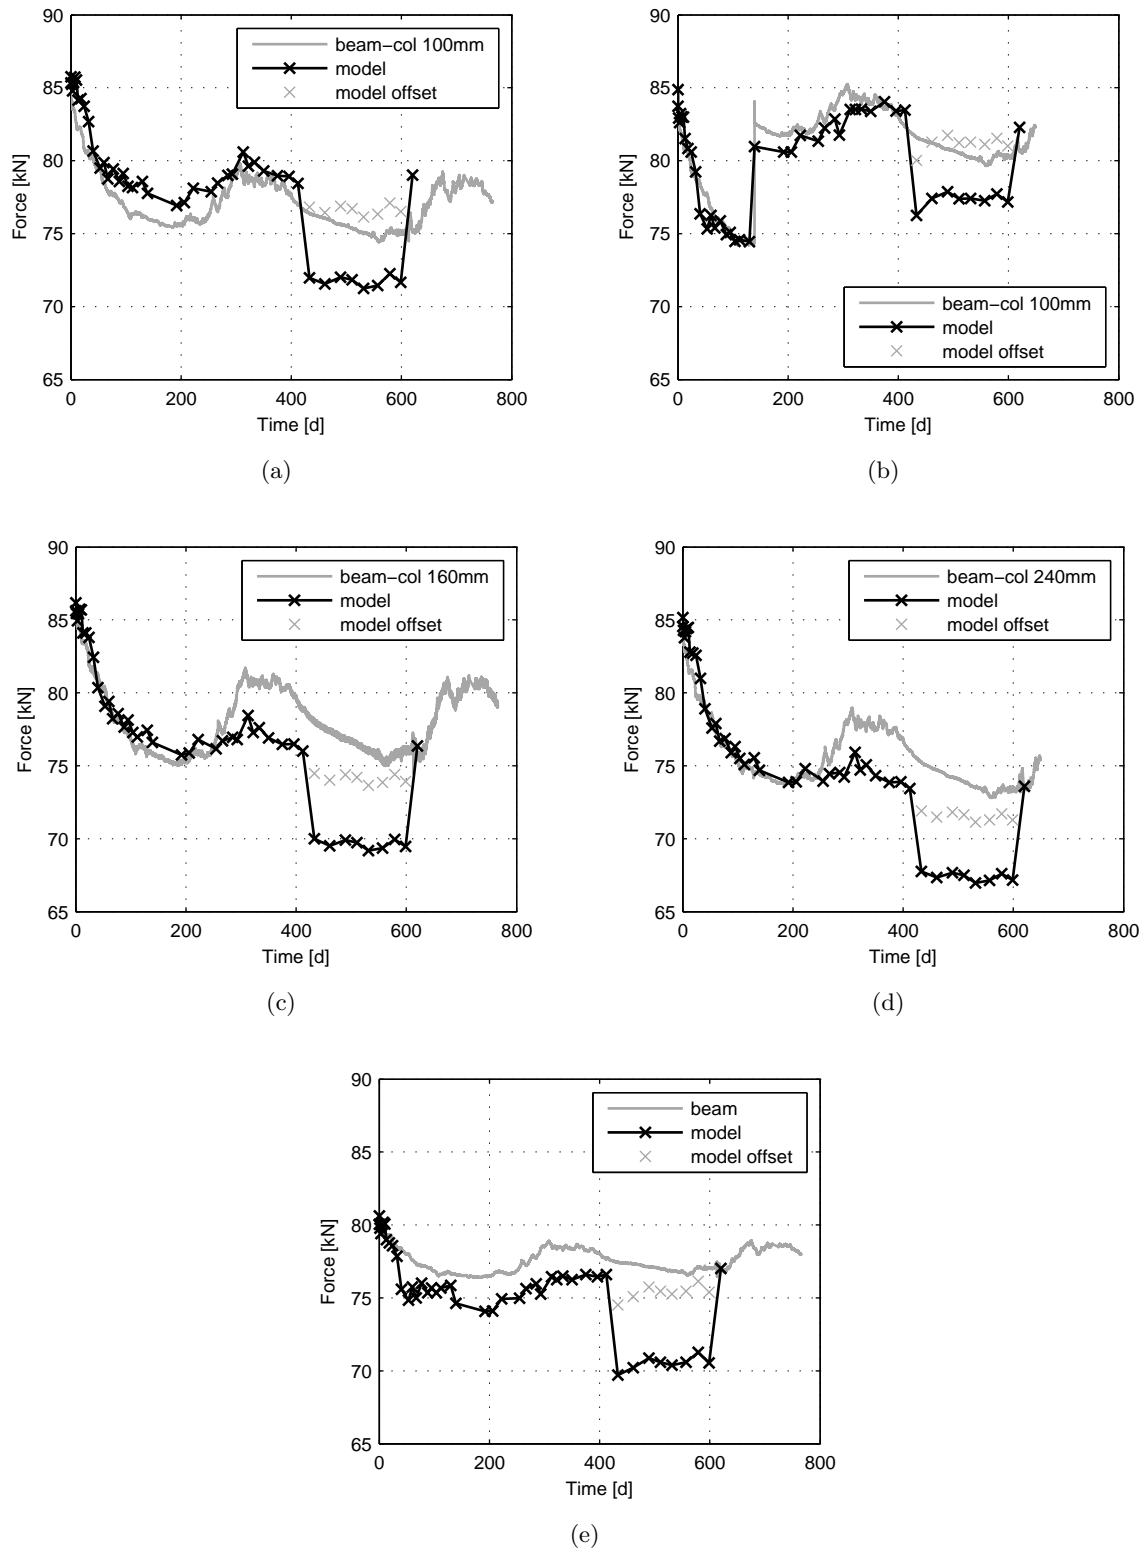 90
85
80
75
70
65
Force [kN]
0 200 400 600 800
Time [d]
beam−col 100mm
model
model offset
(a)
90
85
80
75
70
65
Force [kN]
0 200 400 600 800
Time [d]
beam−col 100mm
model
model offset
(b)
90
85
80
75
70
65
Force [kN]
0 200 400 600 800
Time [d]
beam−col 160mm
model
model offset
(c)
90
85
80
75
70
65
Force [kN]
0 200 400 600 800
Time [d]
beam−col 240mm
model
model offset
(d)
90
85
80
75
70
65
Force [kN]
0 200 400 600 800
Time [d]
beam
model
model offset
(e)